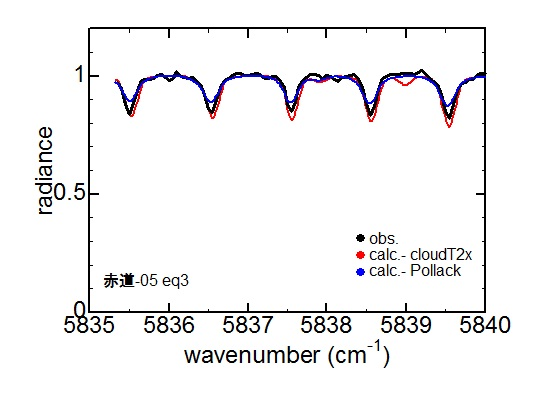 1
0.5
0
radiance
obs.
calc.- cloudT2x
calc.- Pollack
赤道-05 eq3
5835 5836 5837 5838 5839 5840
wavenumber (cm-1)